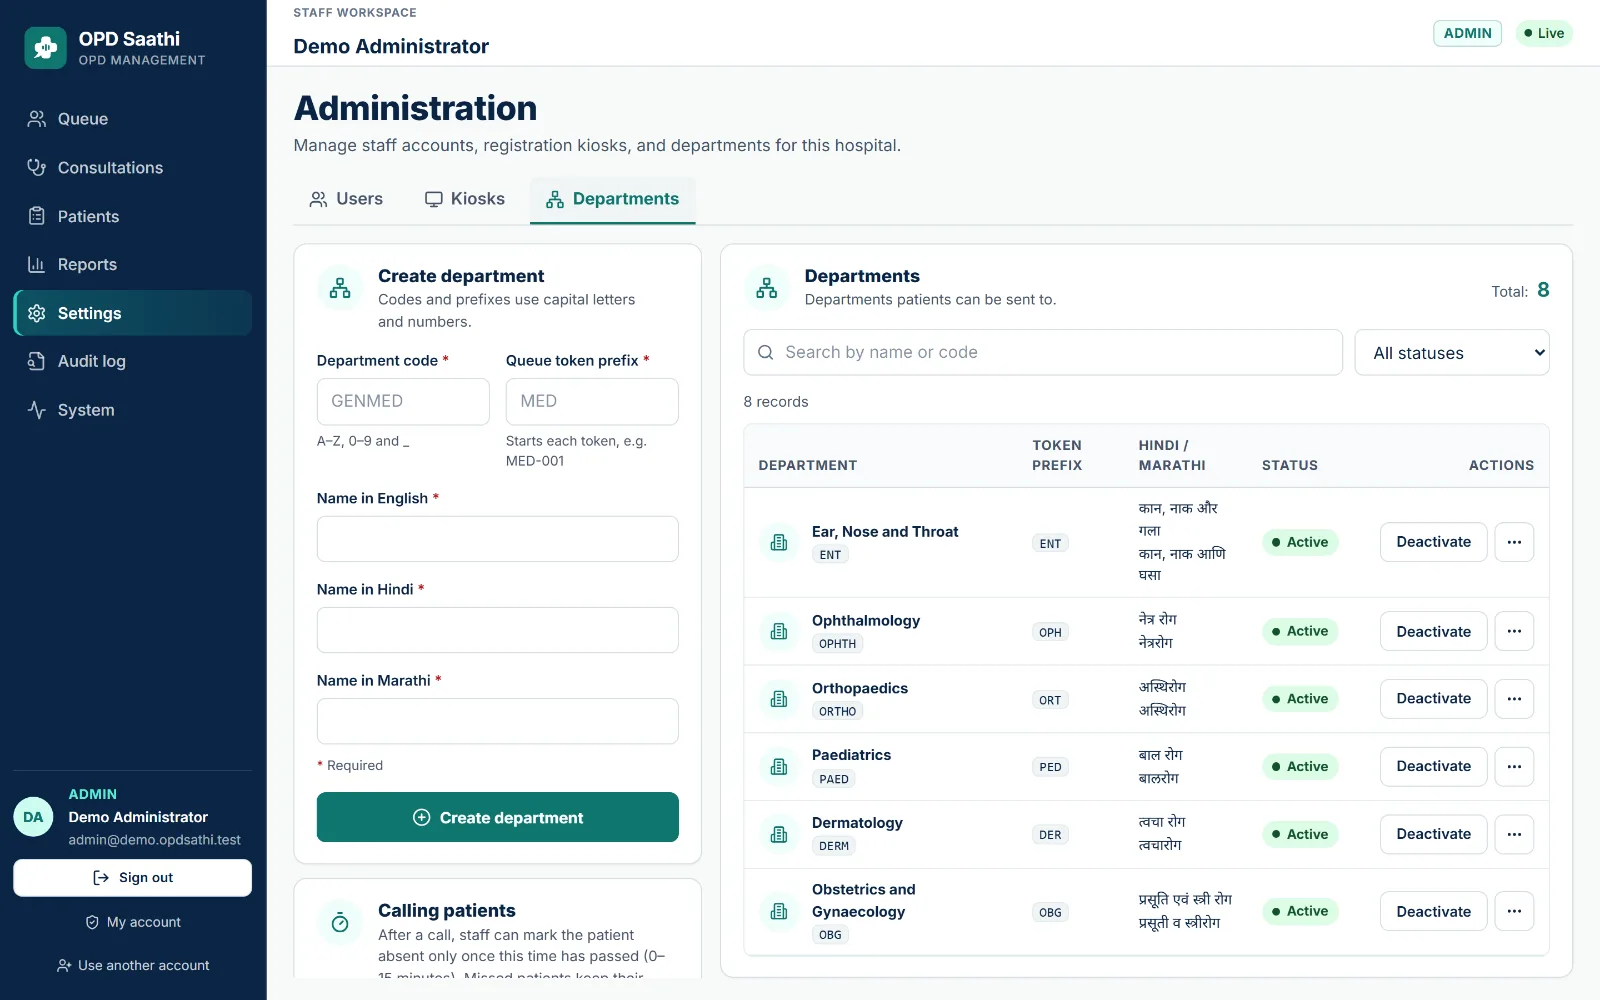 OPD Saathi
OPD MANAGEMENT
Queue
Consultations
Patients
Reports
Settings
Audit log
System
ADMIN
DA
Demo Administrator
admin@demo.opdsathi.test
Sign out
My account
Use another account
STAFF WORKSPACE
Demo Administrator
ADMIN
Live
Administration
Manage staff accounts, registration kiosks, and departments for this hospital.
Users
Kiosks
Departments
Create department
Codes and prefixes use capital letters
and numbers.
Department code *
Queue token prefix *
GENMED
MED
A–Z, 0–9 and _
Starts each token, e.g.
MED-001
Name in English *
Name in Hindi *
Name in Marathi *
* Required
Create department
Calling patients
After a call, staff can mark the patient
absent only once this time has passed (0–
15 minutes). Missed patients keep their
Departments
Departments patients can be sent to.
Total: 8
Search by name or code
All statuses
8 records
DEPARTMENT
TOKEN
PREFIX
HINDI /
MARATHI
STATUS
ACTIONS
Ear, Nose and Throat
ENT
ENT
कान, नाक और
गला
कान, नाक आणि
घसा
Active
Deactivate
Ophthalmology
OPHTH
OPH
नेत्र रोग
नेत्ररोग
Active
Deactivate
Orthopaedics
ORTHO
ORT
अस्थिरोग
अस्थिरोग
Active
Deactivate
Paediatrics
PAED
PED
बाल रोग
बालरोग
Active
Deactivate
Dermatology
DERM
DER
त्वचा रोग
त्वचारोग
Active
Deactivate
Obstetrics and
Gynaecology
OBG
OBG
प्रसूति एवं स्त्री रोग
प्रसूती व स्त्रीरोग
Active
Deactivate